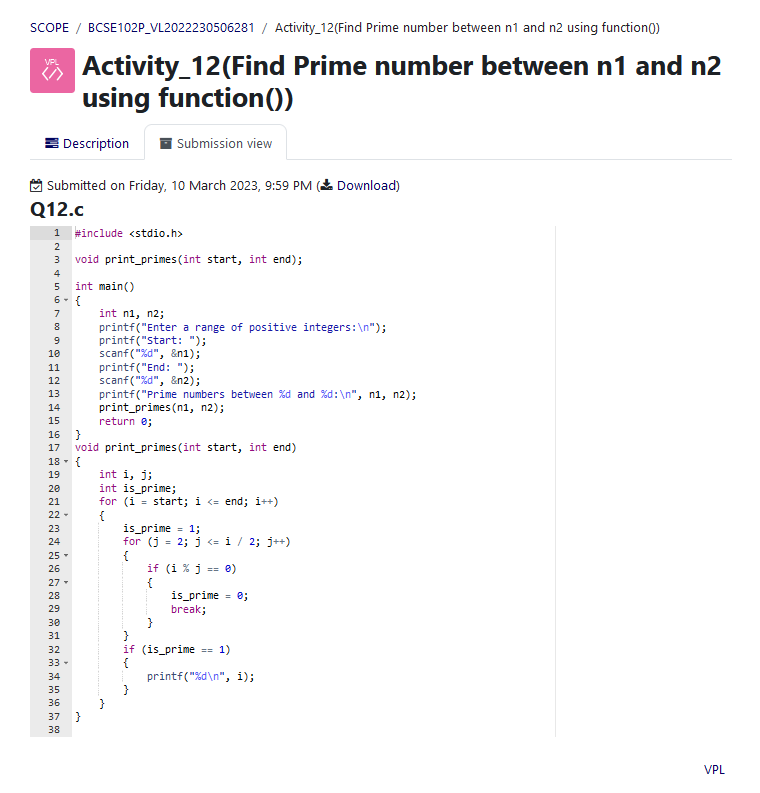 SCOPE / BCSE102P_VL2022230506281 / Activity_12(Find Prime number between n1 and n2 using function())
VPL
Activity_12(Find Prime number between n1 and n2
using function())
Description Submission view
Submitted on Friday, 10 March 2023, 9:59 PM (Download)
Q12.c
1 #include <stdio.h>
2
3 void print_primes(int start, int end);
4
5 int main()
6 {
7     int n1, n2;
8     printf("Enter a range of positive integers:\n");
9     printf("Start: ");
10     scanf("%d", &n1);
11     printf("End: ");
12     scanf("%d", &n2);
13     printf("Prime numbers between %d and %d:\n", n1, n2);
14     print_primes(n1, n2);
15     return 0;
16 }
17 void print_primes(int start, int end)
18 {
19     int i, j;
20     int is_prime;
21     for (i = start; i <= end; i++)
22     {
23         is_prime = 1;
24         for (j = 2; j <= i / 2; j++)
25         {
26             if (i % j == 0)
27             {
28                 is_prime = 0;
29                 break;
30             }
31         }
32         if (is_prime == 1)
33         {
34             printf("%d\n", i);
35         }
36     }
37 }
38
VPL